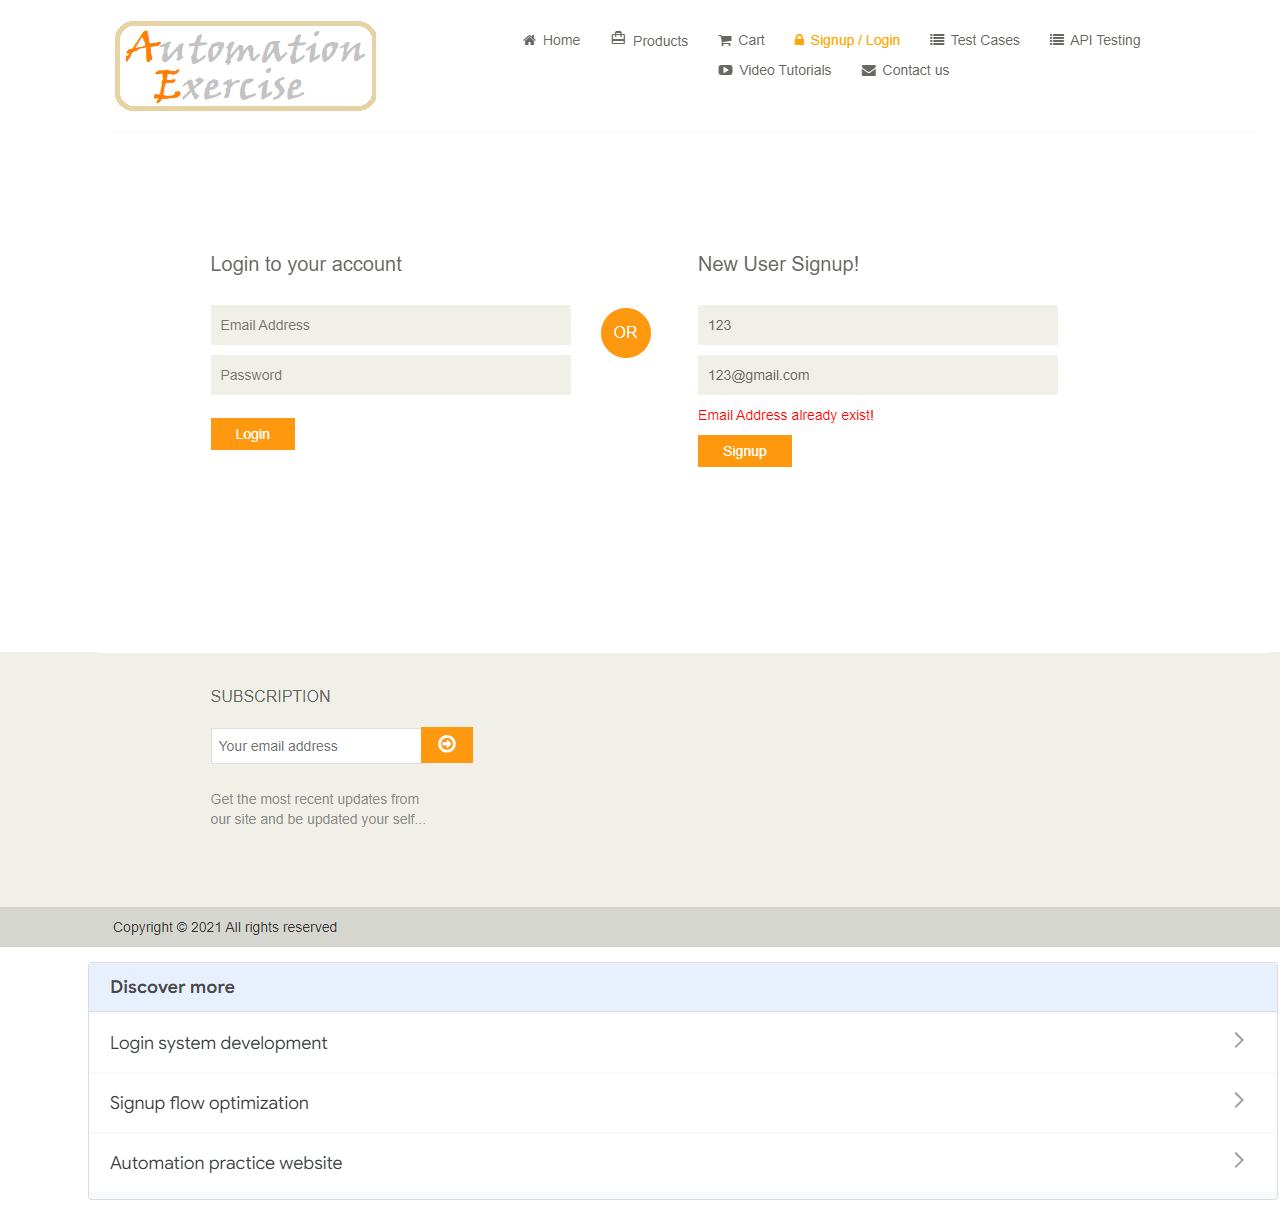 Automation
Exercise
Home
Products
Cart
Signup / Login
Test Cases
API Testing
Video Tutorials
Contact us
Login to your account
Email Address
Password
Login
OR
New User Signup!
123
123@gmail.com
Email Address already exist!
Signup
SUBSCRIPTION
Your email address
Get the most recent updates from
our site and be updated your self...
Copyright © 2021 All rights reserved
Discover more
Login system development
Signup flow optimization
Automation practice website